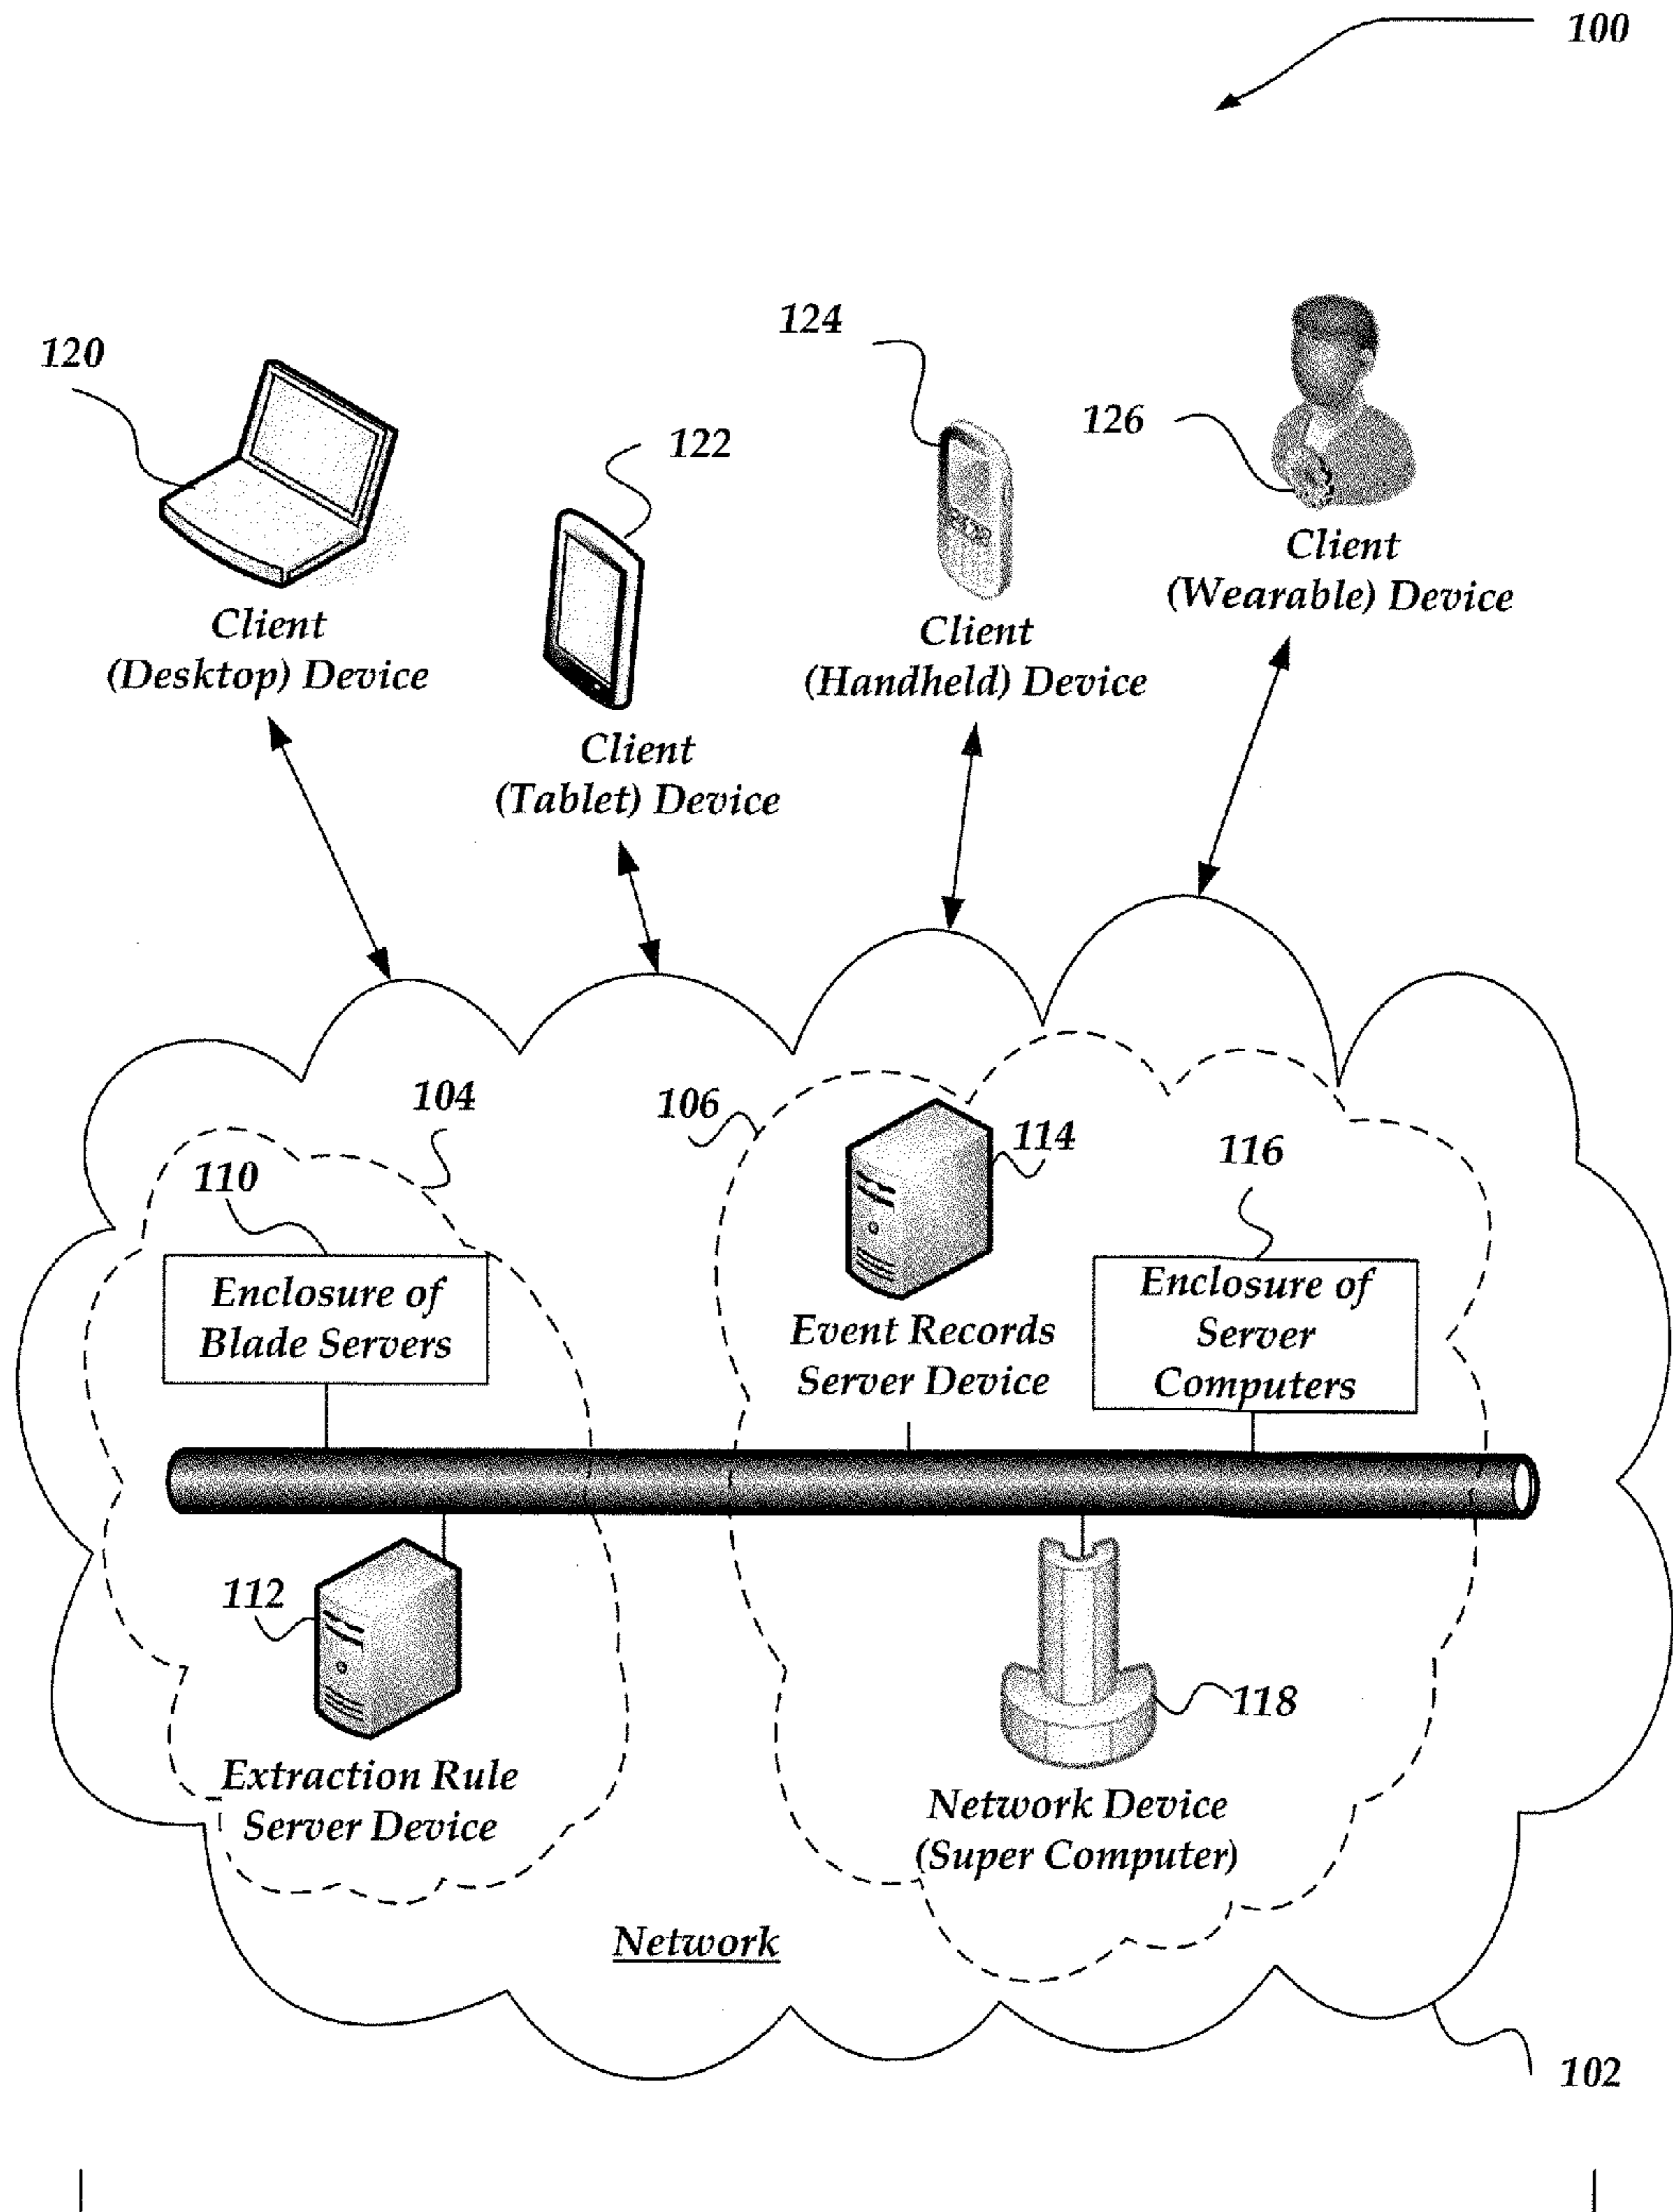 100
120
124
126
122
Client
(Desktop) Device
Client
(Tablet) Device
Client
(Handheld) Device
Client
(Wearable) Device
104
106
110
114
116
Enclosure of
Blade Servers
Event Records
Server Device
Enclosure of
Server
Computers
112
118
Extraction Rule
Server Device
Network Device
(Super Computer)
Network
102